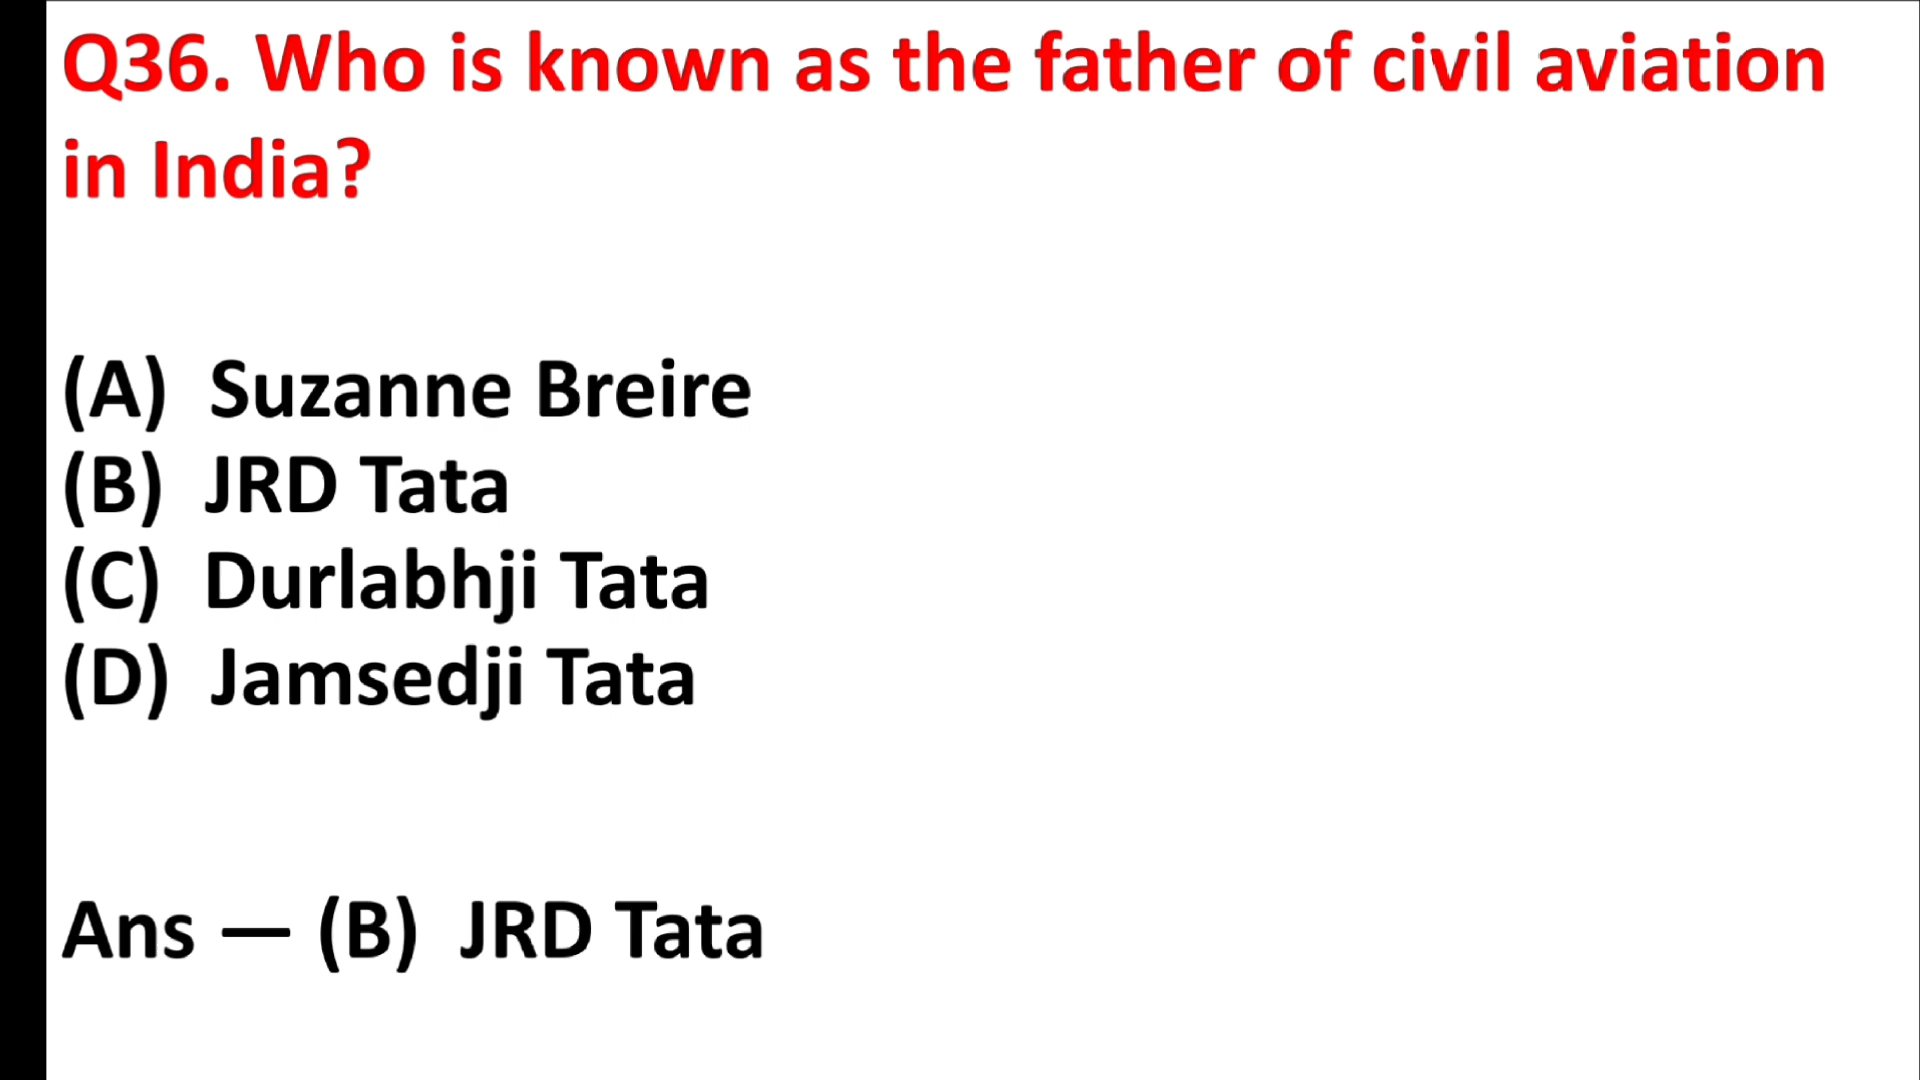 Q36. Who is known as the father of civil aviation
in India?
(A) Suzanne Breire
(B) JRD Tata
(C) Durlabhji Tata
(D) Jamsedji Tata
Ans — (B) JRD Tata